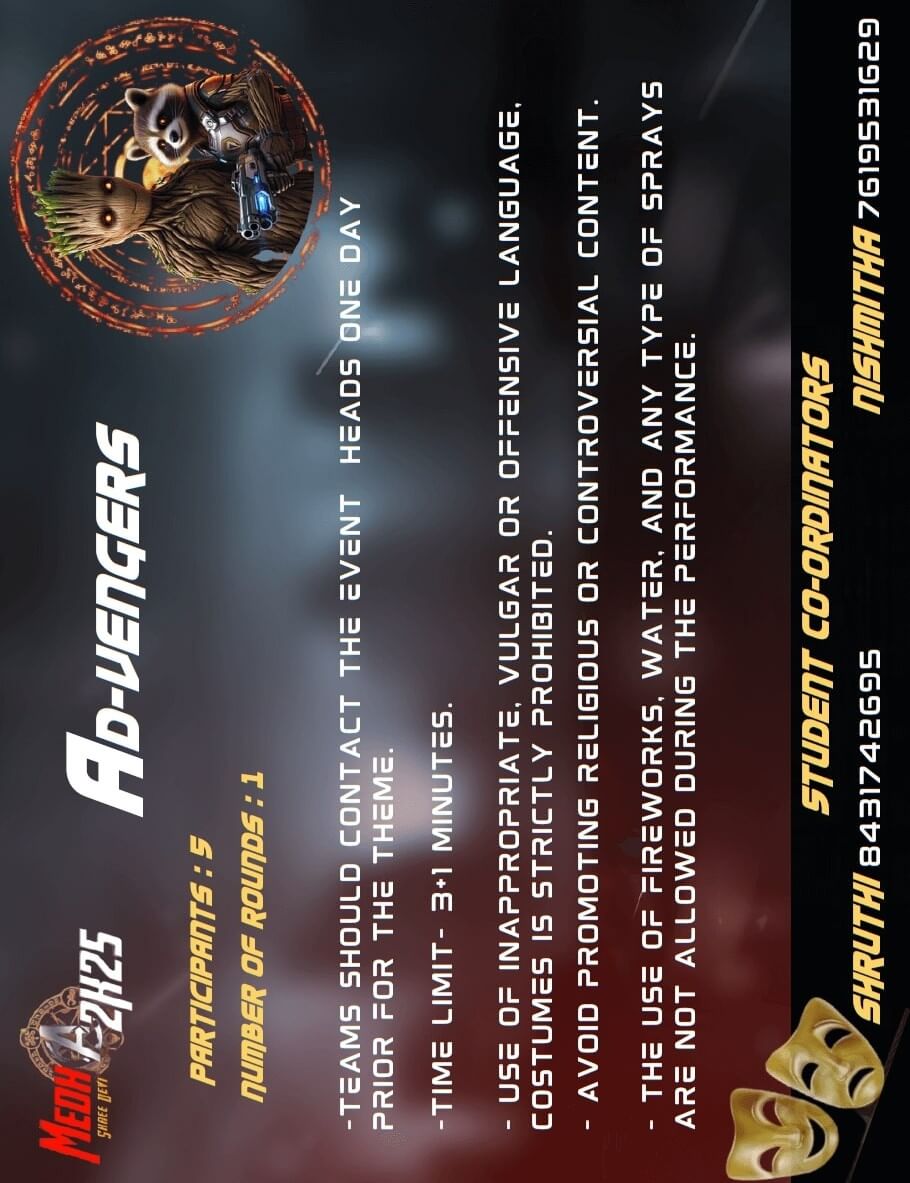 MEDHA 2K25
SHREE DEVI
AD-VENGERS
PARTICIPANTS : 5
NUMBER OF ROUNDS : 1
-TEAMS SHOULD CONTACT THE EVENT HEADS ONE DAY
PRIOR FOR THE THEME.
-TIME LIMIT- 3+1 MINUTES.
- USE OF INAPPROPRIATE, VULGAR OR OFFENSIVE LANGUAGE,
COSTUMES IS STRICTLY PROHIBITED.
- AVOID PROMOTING RELIGIOUS OR CONTROVERSIAL CONTENT.
- THE USE OF FIREWORKS, WATER, AND ANY TYPE OF SPRAYS
ARE NOT ALLOWED DURING THE PERFORMANCE.
STUDENT CO-ORDINATORS
SHRUTHI 8431742695
NISHMITHA 7619531629